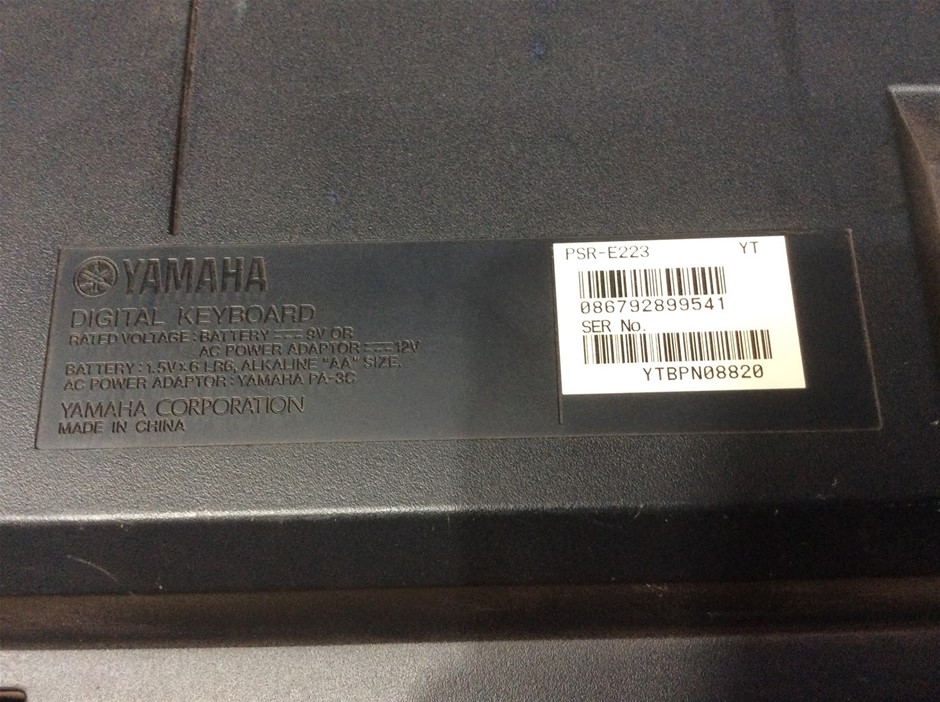 YAMAHA
DIGITAL KEYBOARD
RATED VOLTAGE : BATTERY ⎓ 9V OR
AC POWER ADAPTOR ⎓ 12V
BATTERY : 1.5V×6 LR6, ALKALINE "AA" SIZE.
AC POWER ADAPTOR : YAMAHA PA-3C
YAMAHA CORPORATION
MADE IN CHINA
PSR-E223 YT
086792899541
SER No.
YTBPN08820